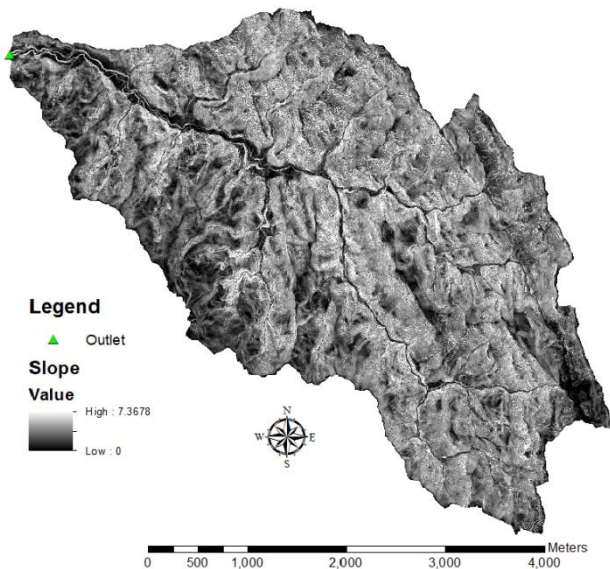 Legend
Outlet
Slope
Value
High : 7.3678
Low : 0
N
W E
S
Meters
0 500 1,000 2,000 3,000 4,000